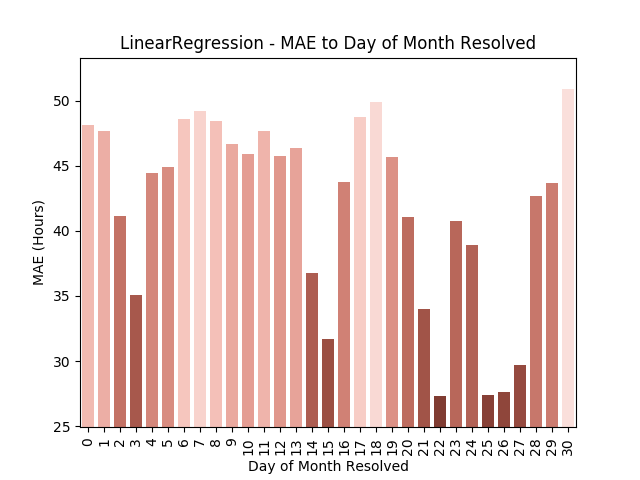 LinearRegression - MAE to Day of Month Resolved
50
45
40
35
30
25
MAE (Hours)
0 1 2 3 4 5 6 7 8 9 10 11 12 13 14 15 16 17 18 19 20 21 22 23 24 25 26 27 28 29 30
Day of Month Resolved